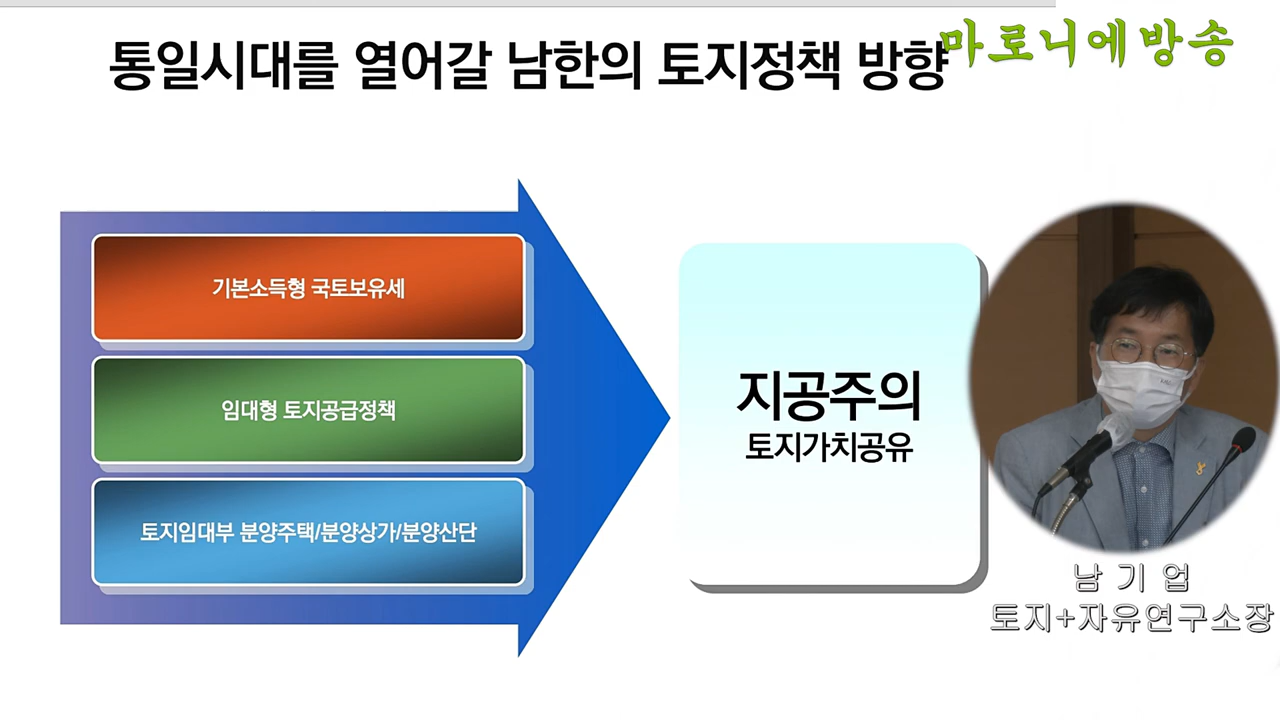 통일시대를 열어갈 남한의 토지정책 방향
마로니에방송
기본소득형 국토보유세
임대형 토지공급정책
토지임대부 분양주택/분양상가/분양산단
지공주의
토지가치공유
남기업
토지+자유연구소장